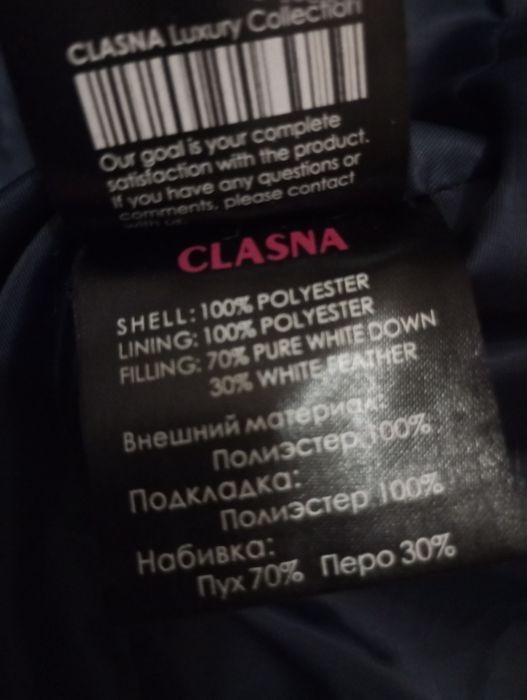 CLASNA Luxury Collection
Our goal is your complete
satisfaction with the product.
If you have any questions or
comments, please contact
with us.
CLASNA
SHELL: 100% POLYESTER
LINING: 100% POLYESTER
FILLING: 70% PURE WHITE DOWN
30% WHITE FEATHER
Внешний материал:
Полиэстер 100%
Подкладка:
Полиэстер 100%
Набивка:
Пух 70% Перо 30%